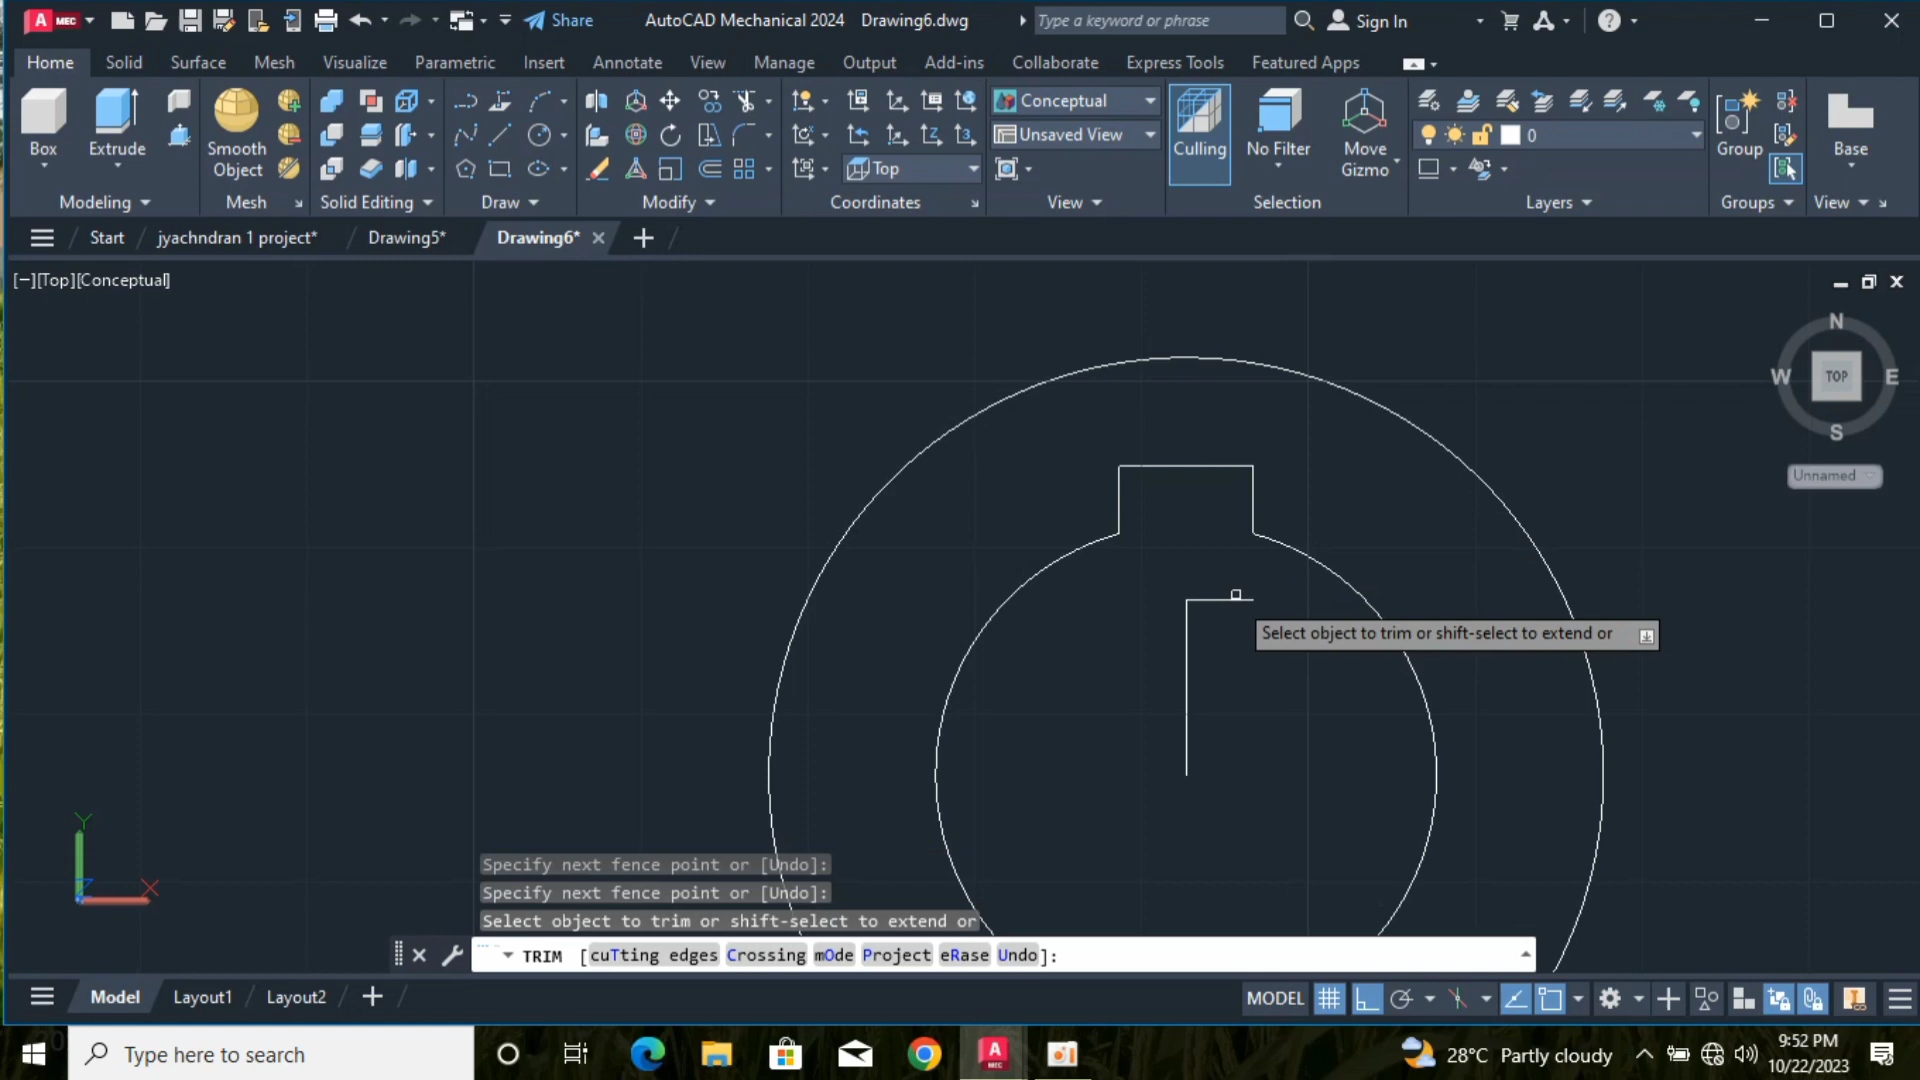 A MEC Share AutoCAD Mechanical 2024 Drawing6.dwg Type a keyword or phrase Sign In
Home Solid Surface Mesh Visualize Parametric Insert Annotate View Manage Output Add-ins Collaborate Express Tools Featured Apps
Conceptual
Unsaved View
Top
0
Box Extrude Smooth Object Culling No Filter Move Gizmo Group Base
Modeling Mesh Solid Editing Draw Modify Coordinates View Selection Layers Groups View
Start jyachndran 1 project* Drawing5* Drawing6*
[−][Top][Conceptual]
N
W TOP E
S
Unnamed
Select object to trim or shift-select to extend or
Y
X
Z
Specify next fence point or [Undo]:
Specify next fence point or [Undo]:
Select object to trim or shift-select to extend or
TRIM [cuTting edges Crossing mOde Project eRase Undo]:
Model Layout1 Layout2 MODEL
Type here to search
A MEC
28°C Partly cloudy
9:52 PM
10/22/2023